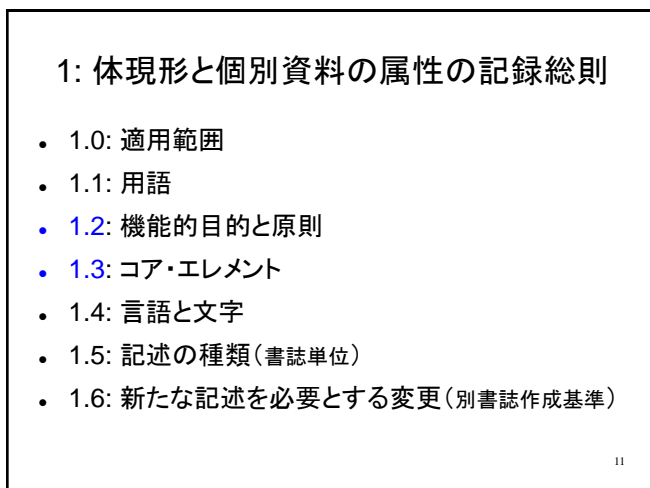 1: 体現形と個別資料の属性の記録総則
• 1.0: 適用範囲
• 1.1: 用語
• 1.2: 機能的目的と原則
• 1.3: コア・エレメント
• 1.4: 言語と文字
• 1.5: 記述の種類(書誌単位)
• 1.6: 新たな記述を必要とする変更(別書誌作成基準)
11